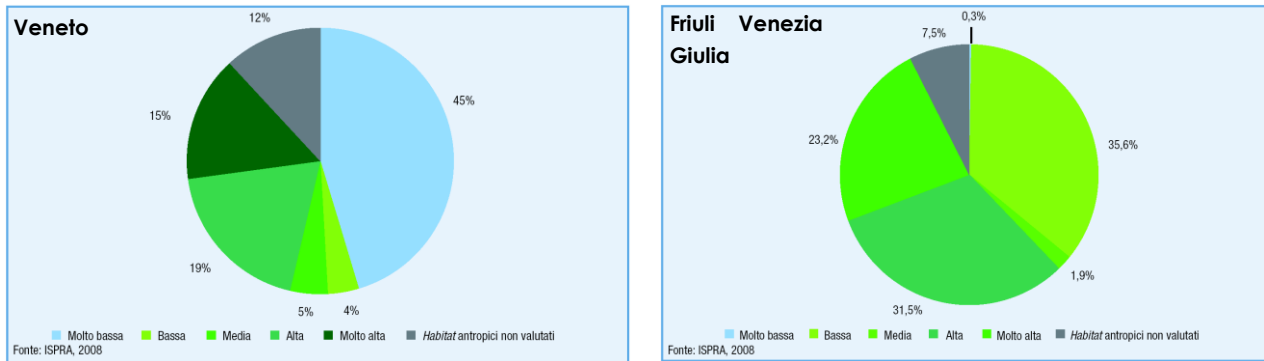 Veneto
12%
45%
15%
19%
5%
4%
Molto bassa Bassa Media Alta Molto alta Habitat antropici non valutati
Fonte: ISPRA, 2008
Friuli Venezia
Giulia
0,3%
7,5%
23,2%
35,6%
1,9%
31,5%
Molto bassa Bassa Media Alta Molto alta Habitat antropici non valutati
Fonte: ISPRA, 2008